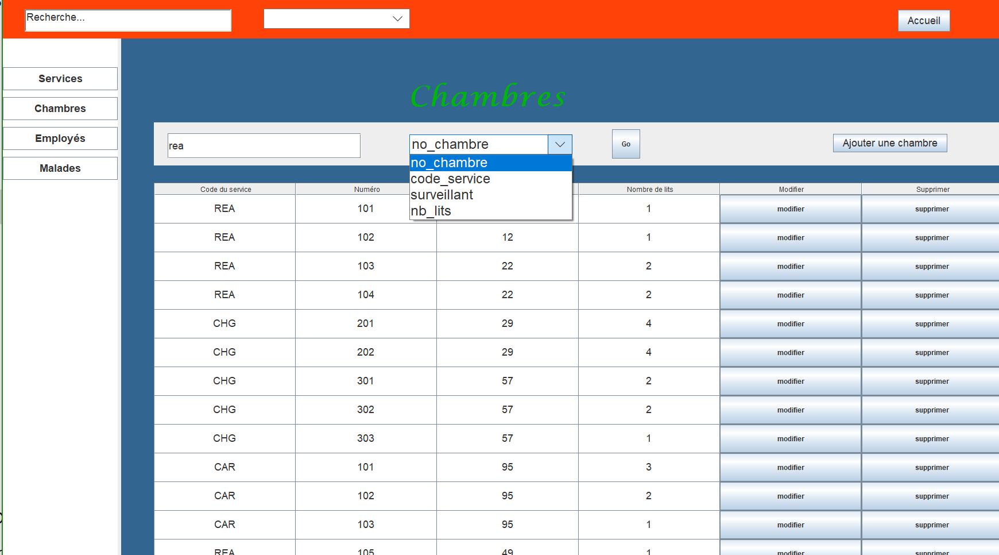 Recherche...
Accueil
Services
Chambres
Employés
Malades
Chambres
rea
no_chambre
Go
Ajouter une chambre
no_chambre
code_service
surveillant
nb_lits
Code du service Numéro Nombre de lits Modifier Supprimer
REA 101 1 modifier supprimer
REA 102 12 1 modifier supprimer
REA 103 22 2 modifier supprimer
REA 104 22 2 modifier supprimer
CHG 201 29 4 modifier supprimer
CHG 202 29 4 modifier supprimer
CHG 301 57 2 modifier supprimer
CHG 302 57 2 modifier supprimer
CHG 303 57 1 modifier supprimer
CAR 101 95 3 modifier supprimer
CAR 102 95 2 modifier supprimer
CAR 103 95 1 modifier supprimer
REA 105 49 1 modifier supprimer